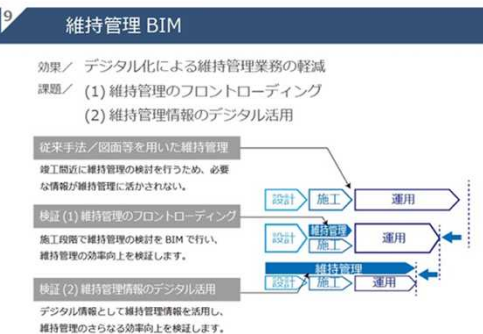 9
維持管理 BIM
効果／ デジタル化による維持管理業務の軽減
課題／ (1) 維持管理のフロントローディング
(2) 維持管理情報のデジタル活用
従来手法／図面等を用いた維持管理
竣工間近に維持管理の検討を行うため、必要
な情報が維持管理に活かされない。
設計 施工 運用
検証 (1) 維持管理のフロントローディング
施工段階で維持管理の検討を BIM で行い、
維持管理の効率向上を検証します。
維持管理
設計 施工 運用
維持管理
設計 施工 運用
検証 (2) 維持管理情報のデジタル活用
デジタル情報として維持管理情報を活用し、
維持管理のさらなる効率向上を検証します。